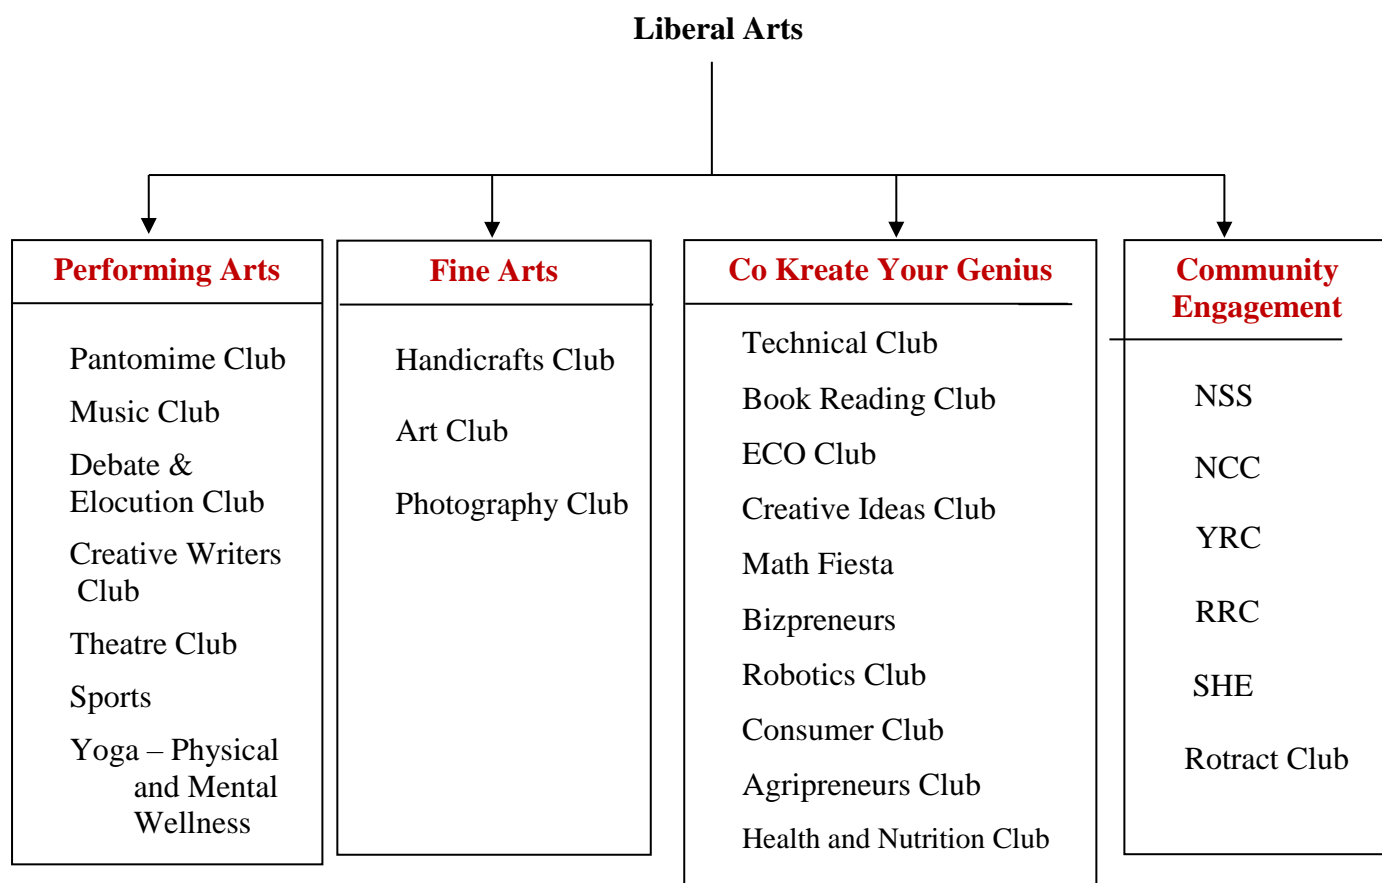 Liberal Arts
Performing Arts
Pantomime Club
Music Club
Debate &
Elocution Club
Creative Writers
Club
Theatre Club
Sports
Yoga – Physical
and Mental
Wellness
Fine Arts
Handicrafts Club
Art Club
Photography Club
Co Kreate Your Genius
Technical Club
Book Reading Club
ECO Club
Creative Ideas Club
Math Fiesta
Bizpreneurs
Robotics Club
Consumer Club
Agripreneurs Club
Health and Nutrition Club
Community
Engagement
NSS
NCC
YRC
RRC
SHE
Rotract Club